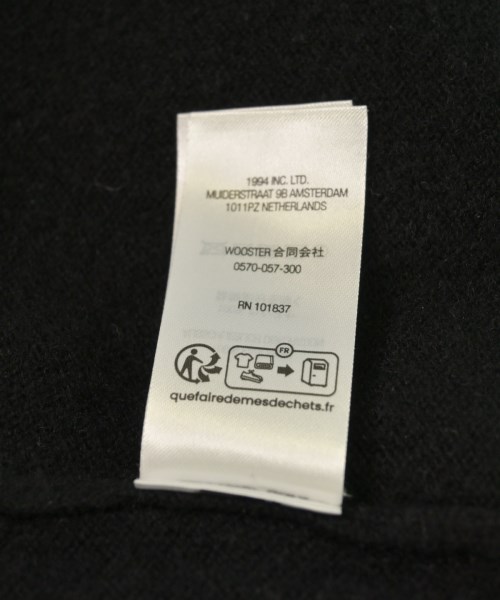 1994 INC. LTD.
MUIDERSTRAAT 9B AMSTERDAM
1011PZ NETHERLANDS
WOOSTER 合同会社
0570-057-300
RN 101837
FR
quefairedemesdechets.fr